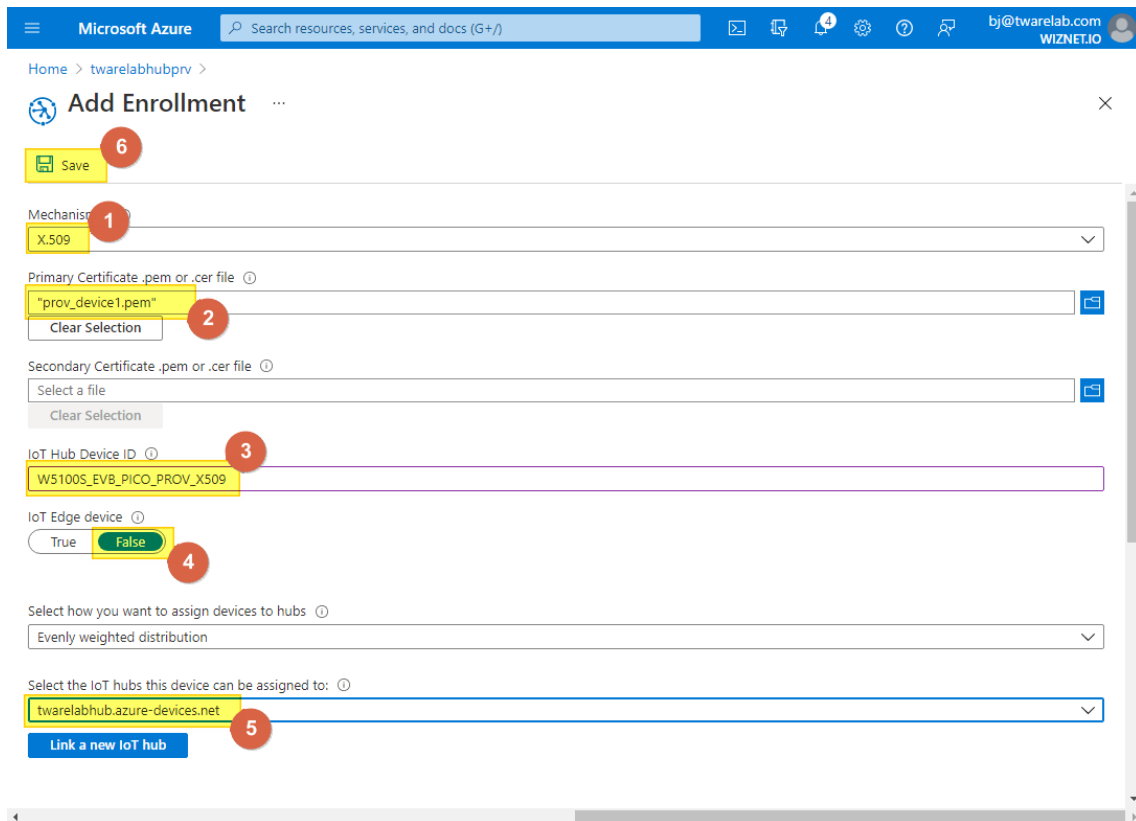 Microsoft Azure
Search resources, services, and docs (G+/)
4
bj@twarelab.com
WIZNET.IO
Home > twarelabhubprv >
Add Enrollment ...
6
Save
1
X.509
Primary Certificate .pem or .cer file
"prov_device1.pem"
2
Clear Selection
Secondary Certificate .pem or .cer file
Select a file
Clear Selection
IoT Hub Device ID
3
W5100S_EVB_PICO_PROV_X509
IoT Edge device
True False
4
Select how you want to assign devices to hubs
Evenly weighted distribution
Select the IoT hubs this device can be assigned to:
twarelabhub.azure-devices.net
5
Link a new IoT hub